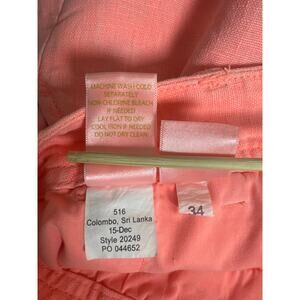 MACHINE WASH COLD
SEPARATELY
NON-CHLORINE BLEACH
IF NEEDED
LAY FLAT TO DRY
COOL IRON IF NEEDED
DO NOT DRY CLEAN
516
Colombo, Sri Lanka
15-Dec
Style 20249
PO 044652
34